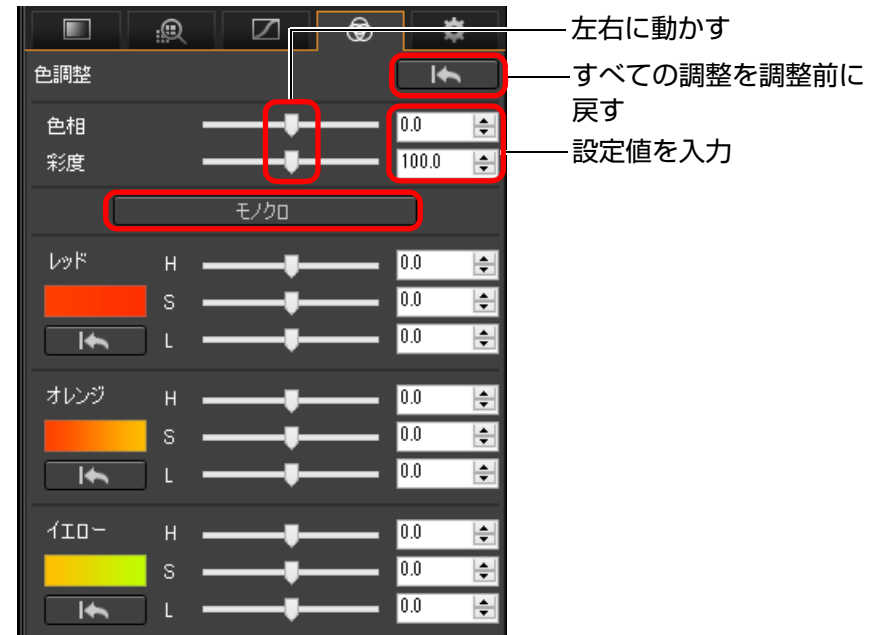 左右に動かす
色調整
すべての調整を調整前に
戻す
色相 0.0
設定値を入力
彩度 100.0
モノクロ
レッド H 0.0
S 0.0
L 0.0
オレンジ H 0.0
S 0.0
L 0.0
イエロー H 0.0
S 0.0
L 0.0